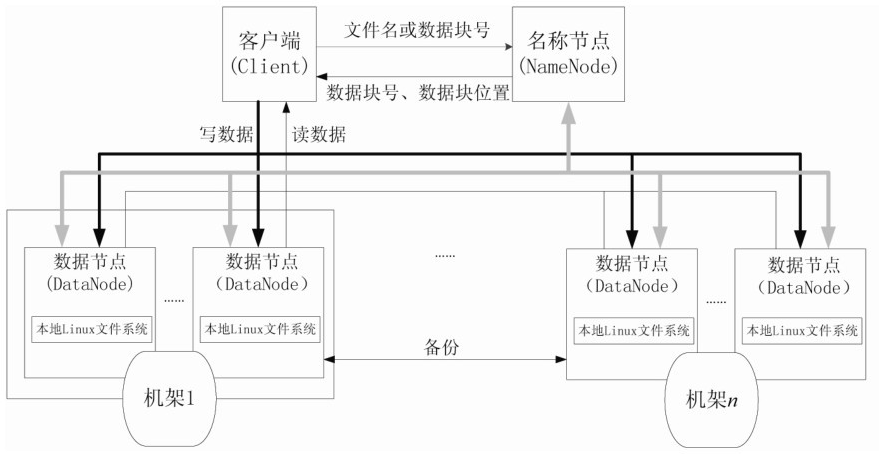 客户端
(Client)
文件名或数据块号
名称节点
(NameNode)
数据块号、数据块位置
写数据
读数据
数据节点
(DataNode)
……
数据节点
(DataNode)
……
数据节点
(DataNode)
……
数据节点
(DataNode)
本地Linux文件系统
本地Linux文件系统
本地Linux文件系统
本地Linux文件系统
备份
机架1
机架n